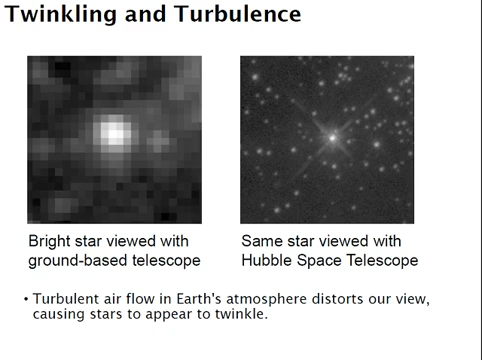 Twinkling and Turbulence
Bright star viewed with
ground-based telescope
Same star viewed with
Hubble Space Telescope
• Turbulent air flow in Earth's atmosphere distorts our view,
causing stars to appear to twinkle.